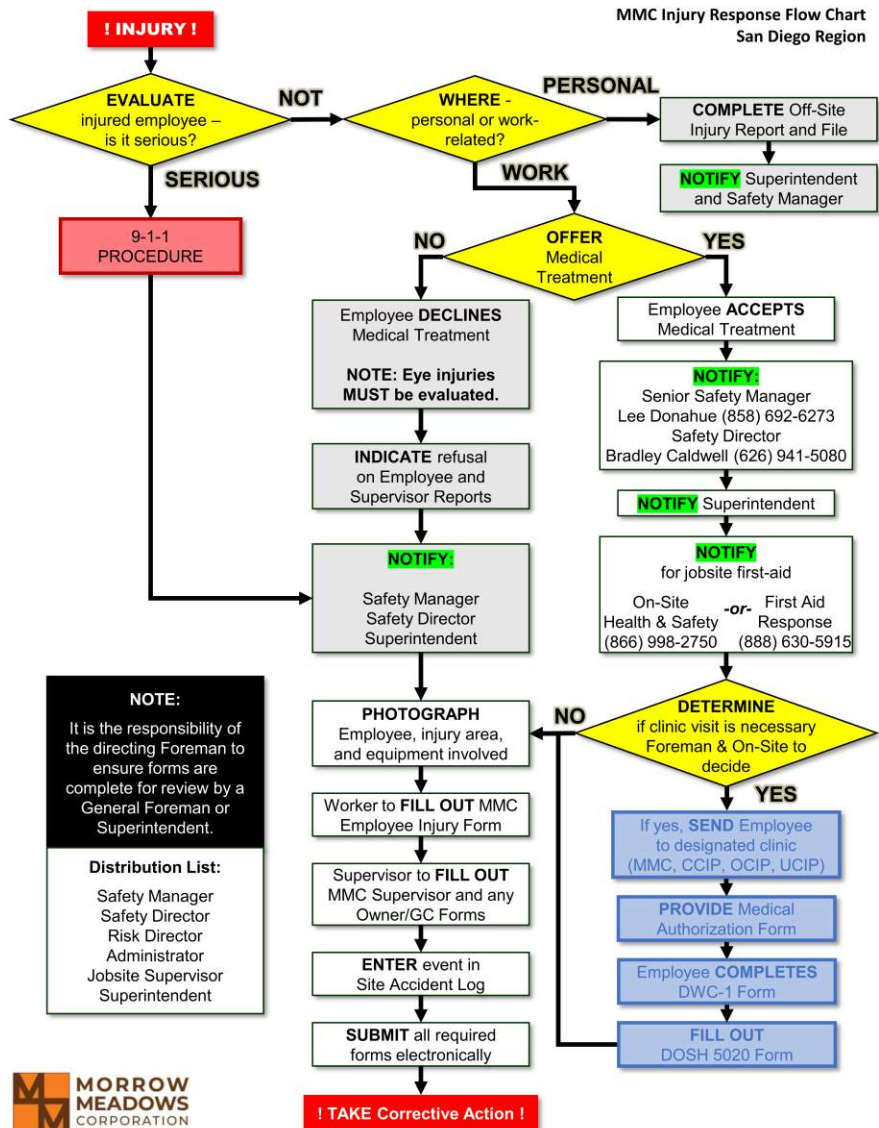 MMC Injury Response Flow Chart
San Diego Region
! INJURY !
EVALUATE
injured employee –
is it serious?
NOT
SERIOUS
WHERE -
personal or work-
related?
PERSONAL
WORK
COMPLETE Off-Site
Injury Report and File
NOTIFY Superintendent
and Safety Manager
9-1-1
PROCEDURE
OFFER
Medical
Treatment
NO
YES
Employee DECLINES
Medical Treatment
NOTE: Eye injuries
MUST be evaluated.
INDICATE refusal
on Employee and
Supervisor Reports
NOTIFY:
Safety Manager
Safety Director
Superintendent
Employee ACCEPTS
Medical Treatment
NOTIFY:
Senior Safety Manager
Lee Donahue (858) 692-6273
Safety Director
Bradley Caldwell (626) 941-5080
NOTIFY Superintendent
NOTIFY
for jobsite first-aid
On-Site
Health & Safety
(866) 998-2750
-or-
First Aid
Response
(888) 630-5915
DETERMINE
if clinic visit is necessary
Foreman & On-Site to
decide
NO
YES
If yes, SEND Employee
to designated clinic
(MMC, CCIP, OCIP, UCIP)
PROVIDE Medical
Authorization Form
Employee COMPLETES
DWC-1 Form
FILL OUT
DOSH 5020 Form
PHOTOGRAPH
Employee, injury area,
and equipment involved
Worker to FILL OUT MMC
Employee Injury Form
Supervisor to FILL OUT
MMC Supervisor and any
Owner/GC Forms
ENTER event in
Site Accident Log
SUBMIT all required
forms electronically
! TAKE Corrective Action !
NOTE:
It is the responsibility of
the directing Foreman to
ensure forms are
complete for review by a
General Foreman or
Superintendent.
Distribution List:
Safety Manager
Safety Director
Risk Director
Administrator
Jobsite Supervisor
Superintendent
MORROW
MEADOWS
CORPORATION